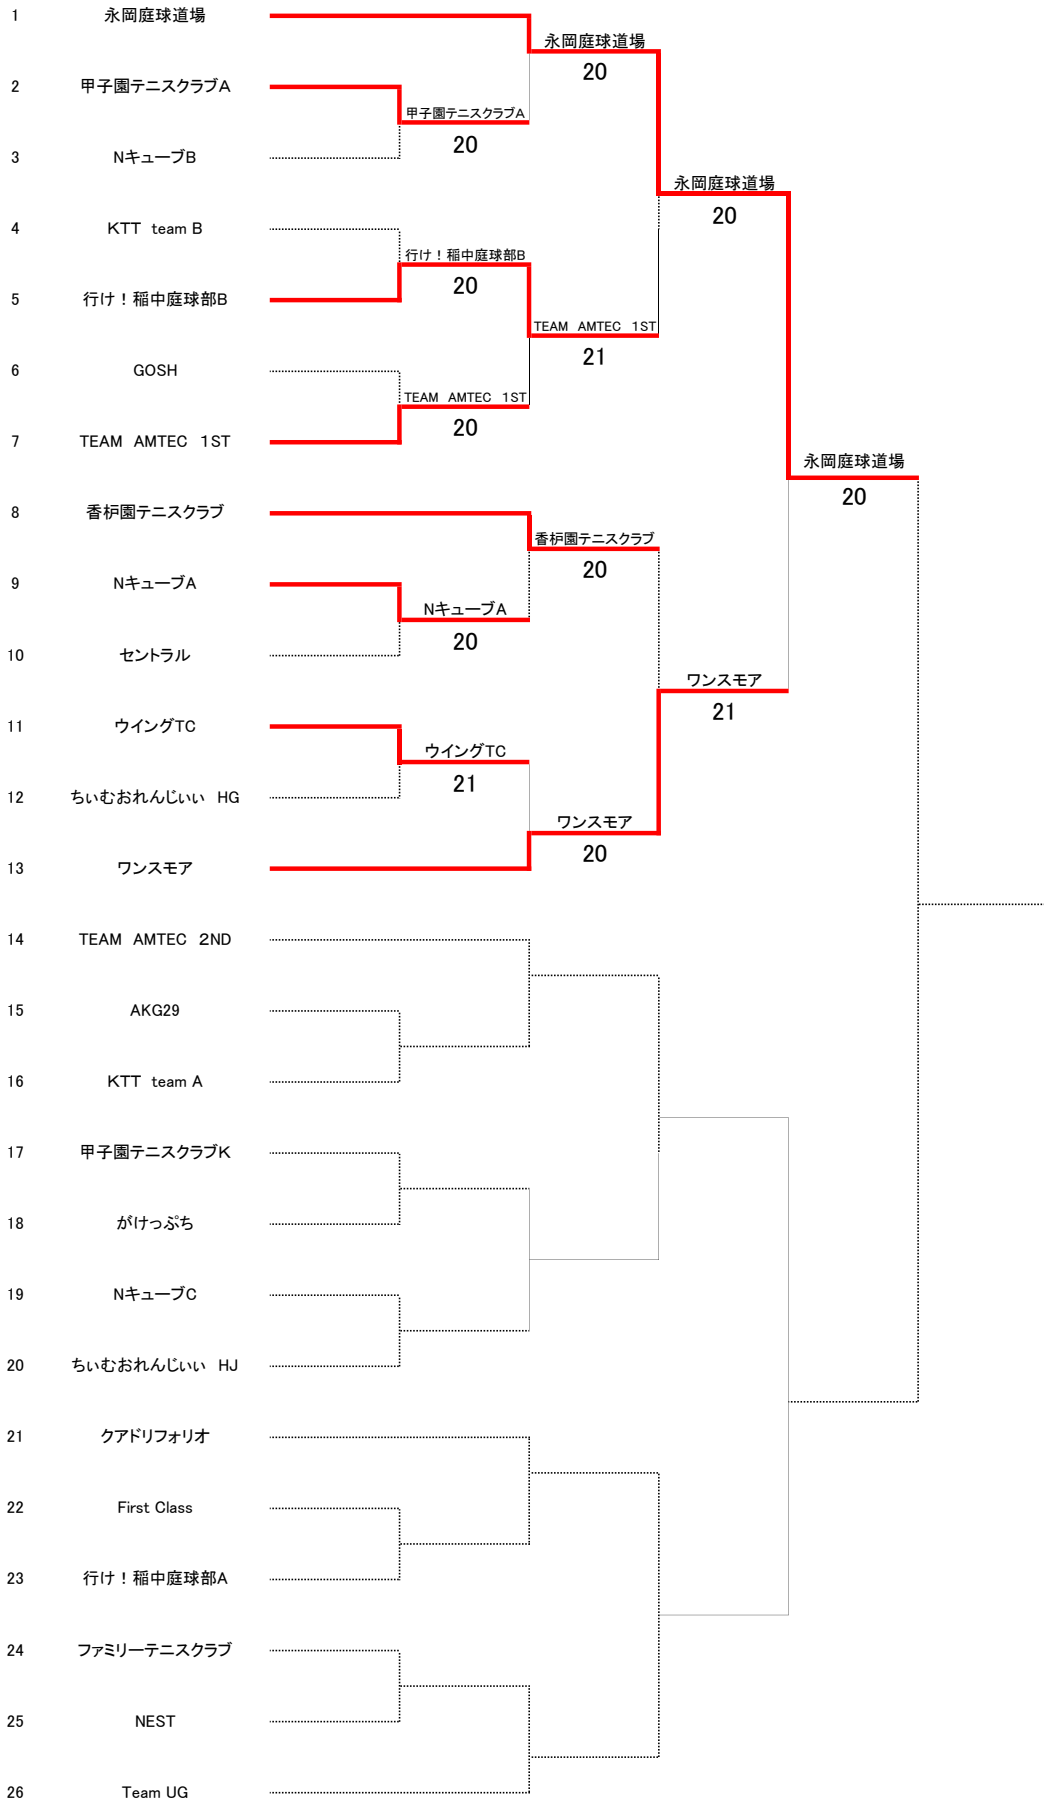 1 永岡庭球道場
永岡庭球道場
20
2 甲子園テニスクラブA
甲子園テニスクラブA
20
3 NキューブB
永岡庭球道場
20
4 KTT team B
行け！稲中庭球部B
20
5 行け！稲中庭球部B
TEAM AMTEC 1ST
21
6 GOSH
TEAM AMTEC 1ST
20
7 TEAM AMTEC 1ST
永岡庭球道場
20
8 香枦園テニスクラブ
香枦園テニスクラブ
20
9 NキューブA
NキューブA
20
10 セントラル
ワンスモア
21
11 ウイングTC
ウイングTC
21
12 ちぃむおれんじぃぃ HG
ワンスモア
20
13 ワンスモア
14 TEAM AMTEC 2ND
15 AKG29
16 KTT team A
17 甲子園テニスクラブK
18 がけっぷち
19 NキューブC
20 ちぃむおれんじぃぃ HJ
21 クアドリフォリオ
22 First Class
23 行け！稲中庭球部A
24 ファミリーテニスクラブ
25 NEST
26 Team UG